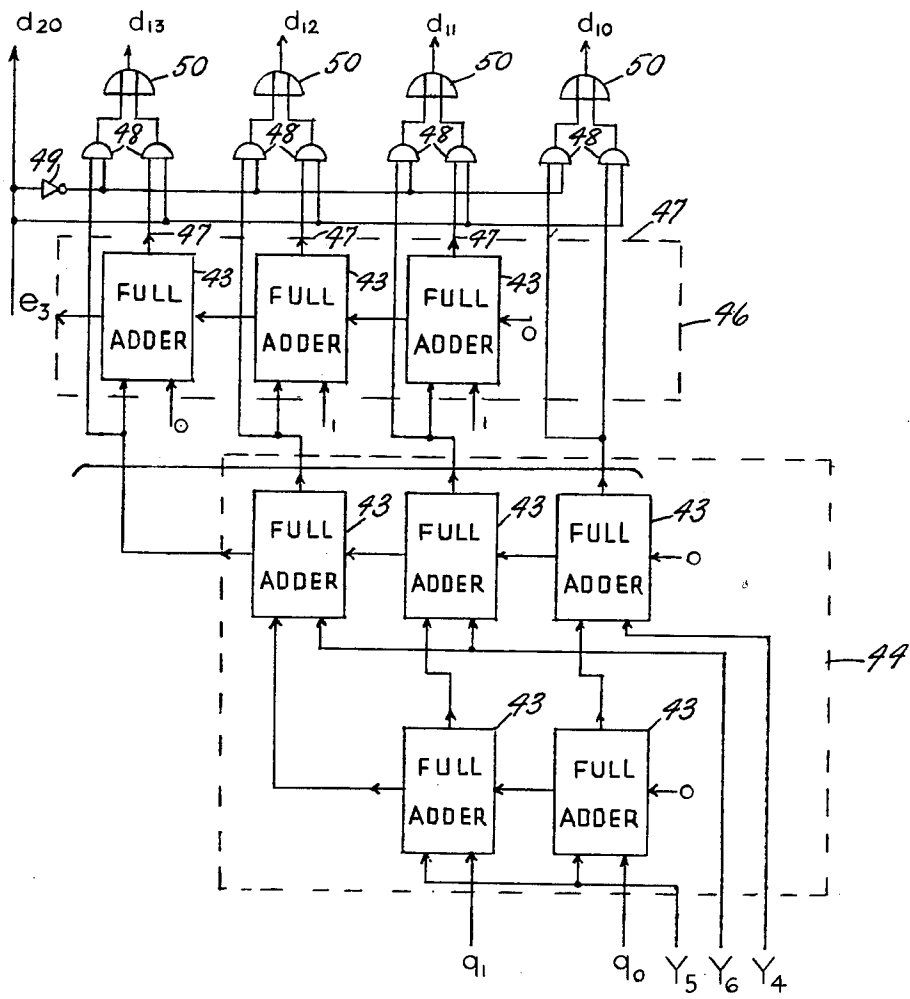 d20 d13 d12 d11 d10
50 50 50 50
48 48 48 48
49
47 47 47 47
43 43 43
e3 FULL ADDER FULL ADDER FULL ADDER 0 46
0 1 1
43 43 43
FULL ADDER FULL ADDER FULL ADDER 0
44
43 43
FULL ADDER FULL ADDER 0
q1 q0 Y5 Y6 Y4